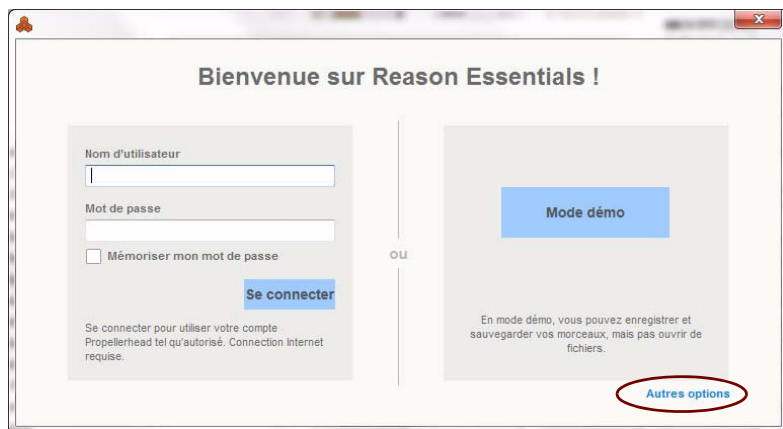 Bienvenue sur Reason Essentials !
Nom d'utilisateur
Mot de passe
Mémoriser mon mot de passe
Se connecter
Se connecter pour utiliser votre compte
Propellerhead tel qu'autorisé. Connection Internet
requise.
ou
Mode démo
En mode démo, vous pouvez enregistrer et
sauvegarder vos morceaux, mais pas ouvrir de
fichiers.
Autres options